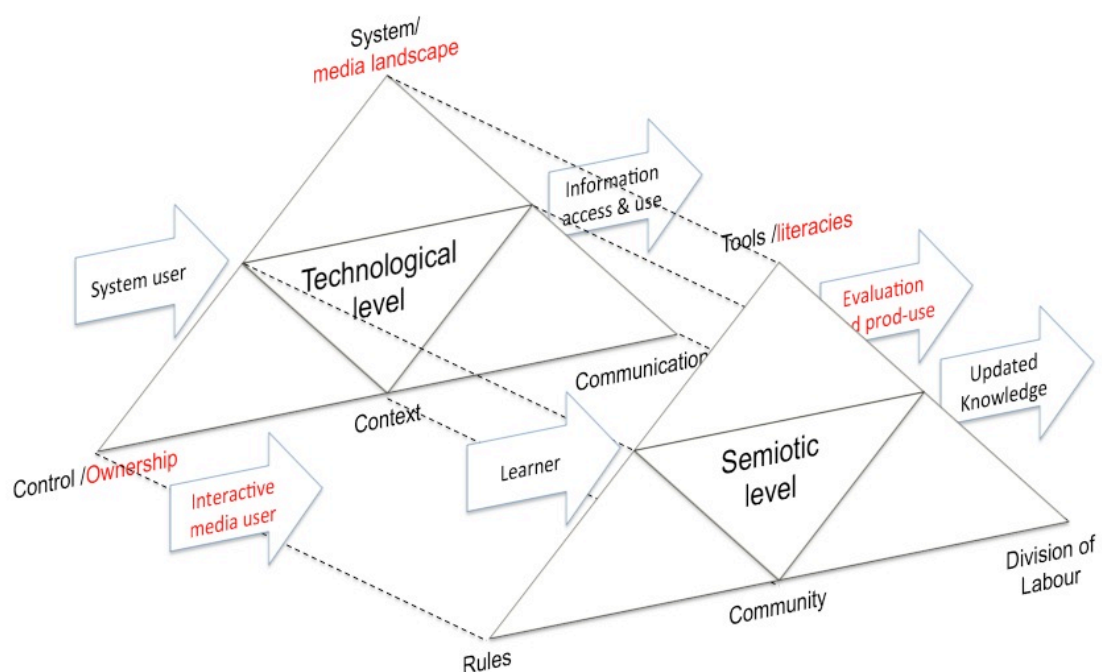 System/
media landscape
Information
access & use
System user
Technological
level
Tools /literacies
Evaluation
prod-use
Communication
Updated
Knowledge
Context
Control /Ownership
Learner
Semiotic
level
Interactive
media user
Division of
Labour
Community
Rules